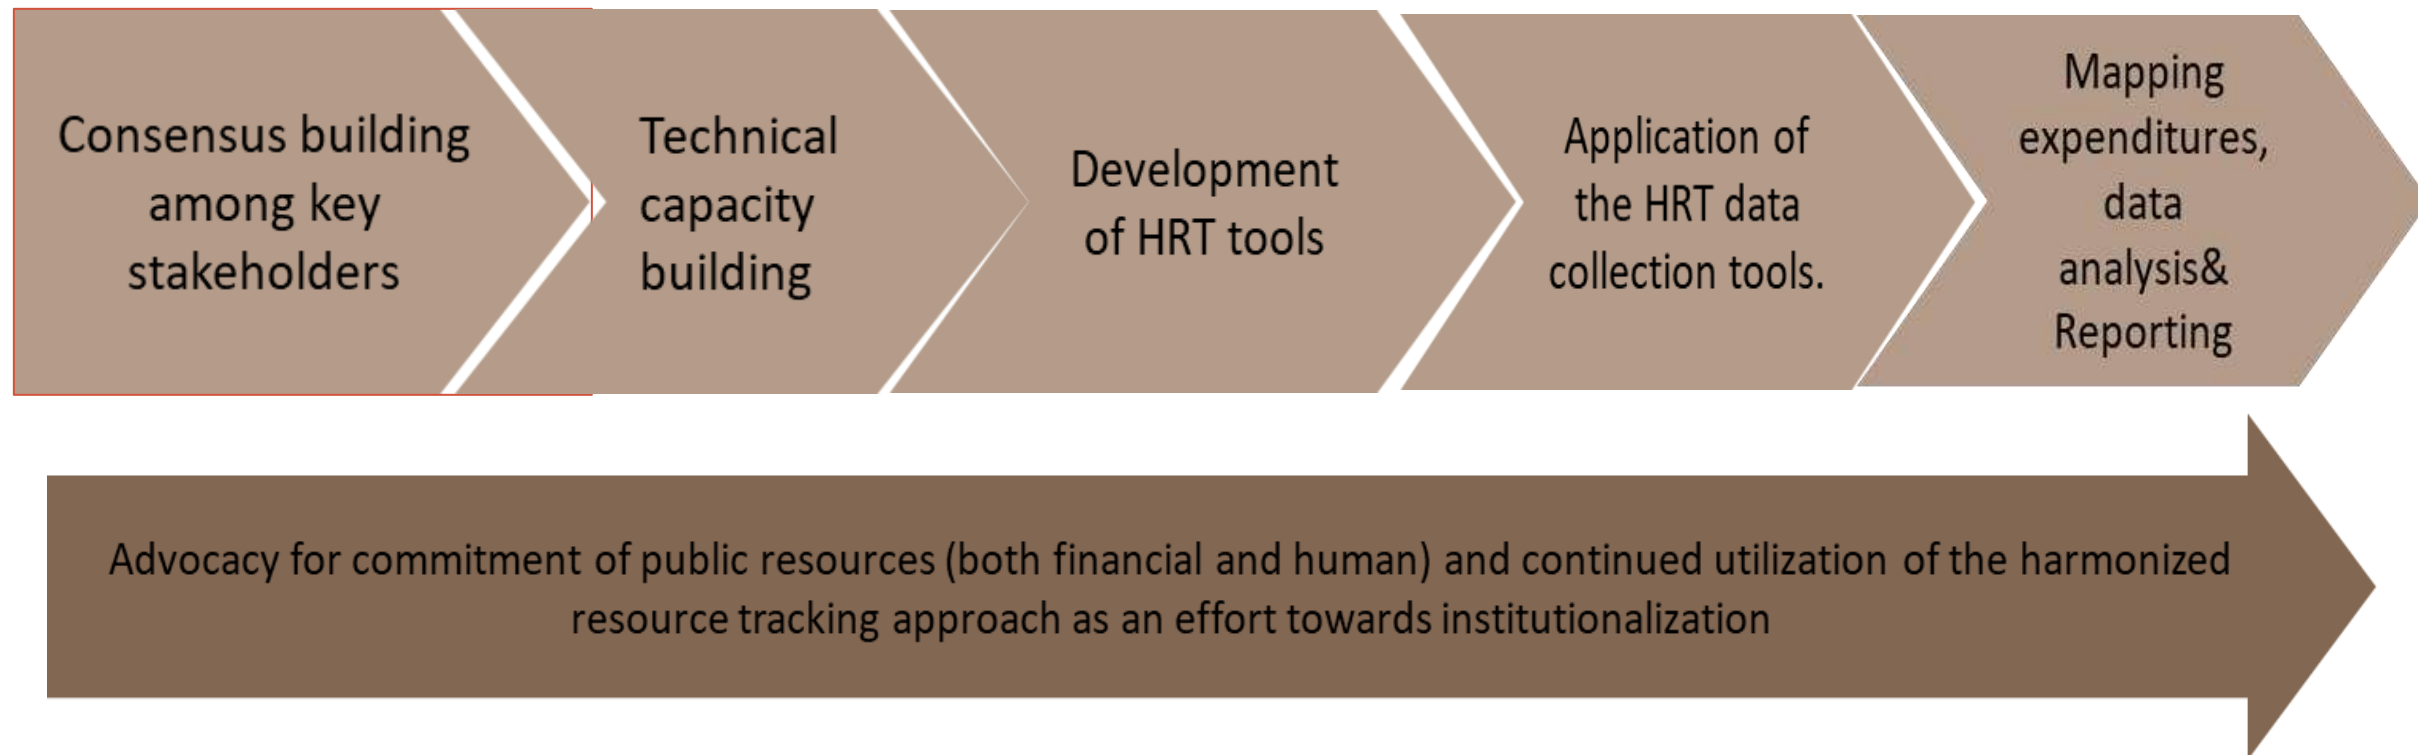 Consensus building
among key
stakeholders
Technical
capacity
building
Development
of HRT tools
Application of
the HRT data
collection tools.
Mapping
expenditures,
data
analysis&
Reporting
Advocacy for commitment of public resources (both financial and human) and continued utilization of the harmonized
resource tracking approach as an effort towards institutionalization